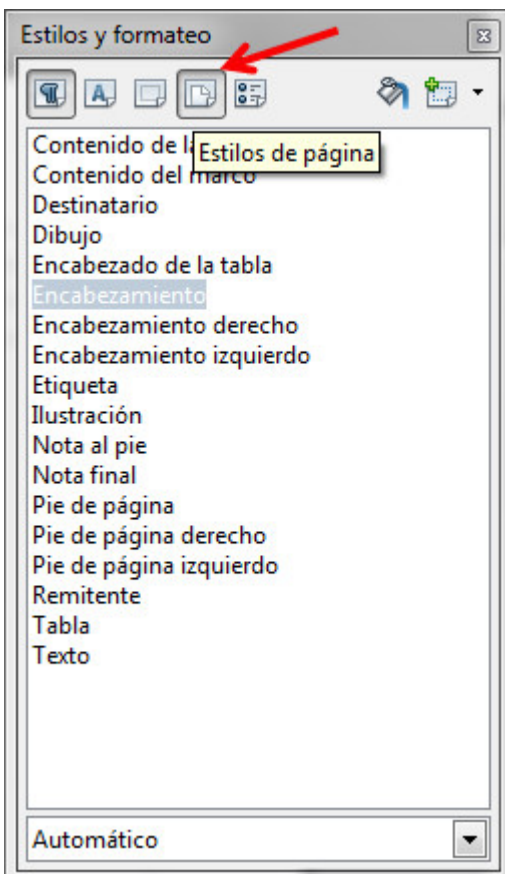 Estilos y formateo
Estilos de página
Contenido de l
Contenido del marco
Destinatario
Dibujo
Encabezado de la tabla
Encabezamiento
Encabezamiento derecho
Encabezamiento izquierdo
Etiqueta
Ilustración
Nota al pie
Nota final
Pie de página
Pie de página derecho
Pie de página izquierdo
Remitente
Tabla
Texto
Automático